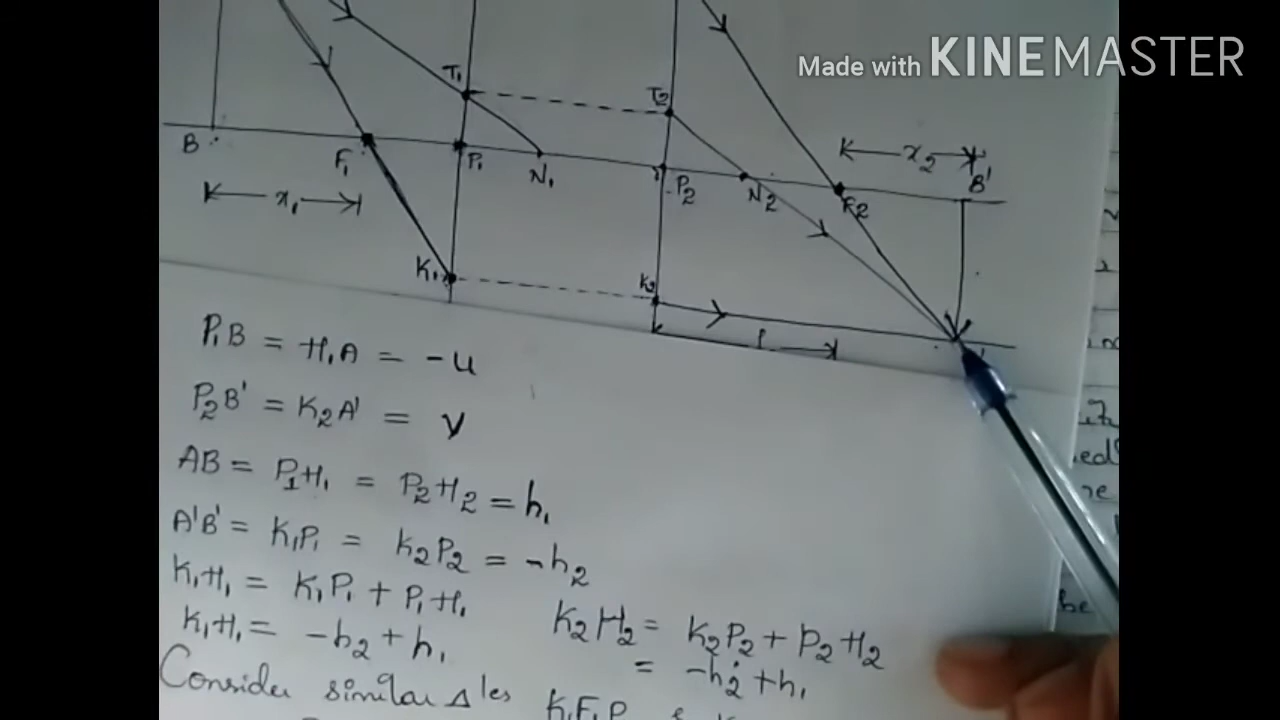 Made with KINEMASTER
T1
T2
x2
B
F1
P1
N1
P2
N2
F2
B'
x1
K1
K2
f
P1B = H1A = -u
P2B' = K2A' = v
AB = P1H1 = P2H2 = h1
A'B' = K1P1 = K2P2 = -h2
K1H1 = K1P1 + P1H1
K1H1 = -h2 + h1
K2H2 = K2P2 + P2H2
= -h2 + h1
Consider similar Δles K1F1P